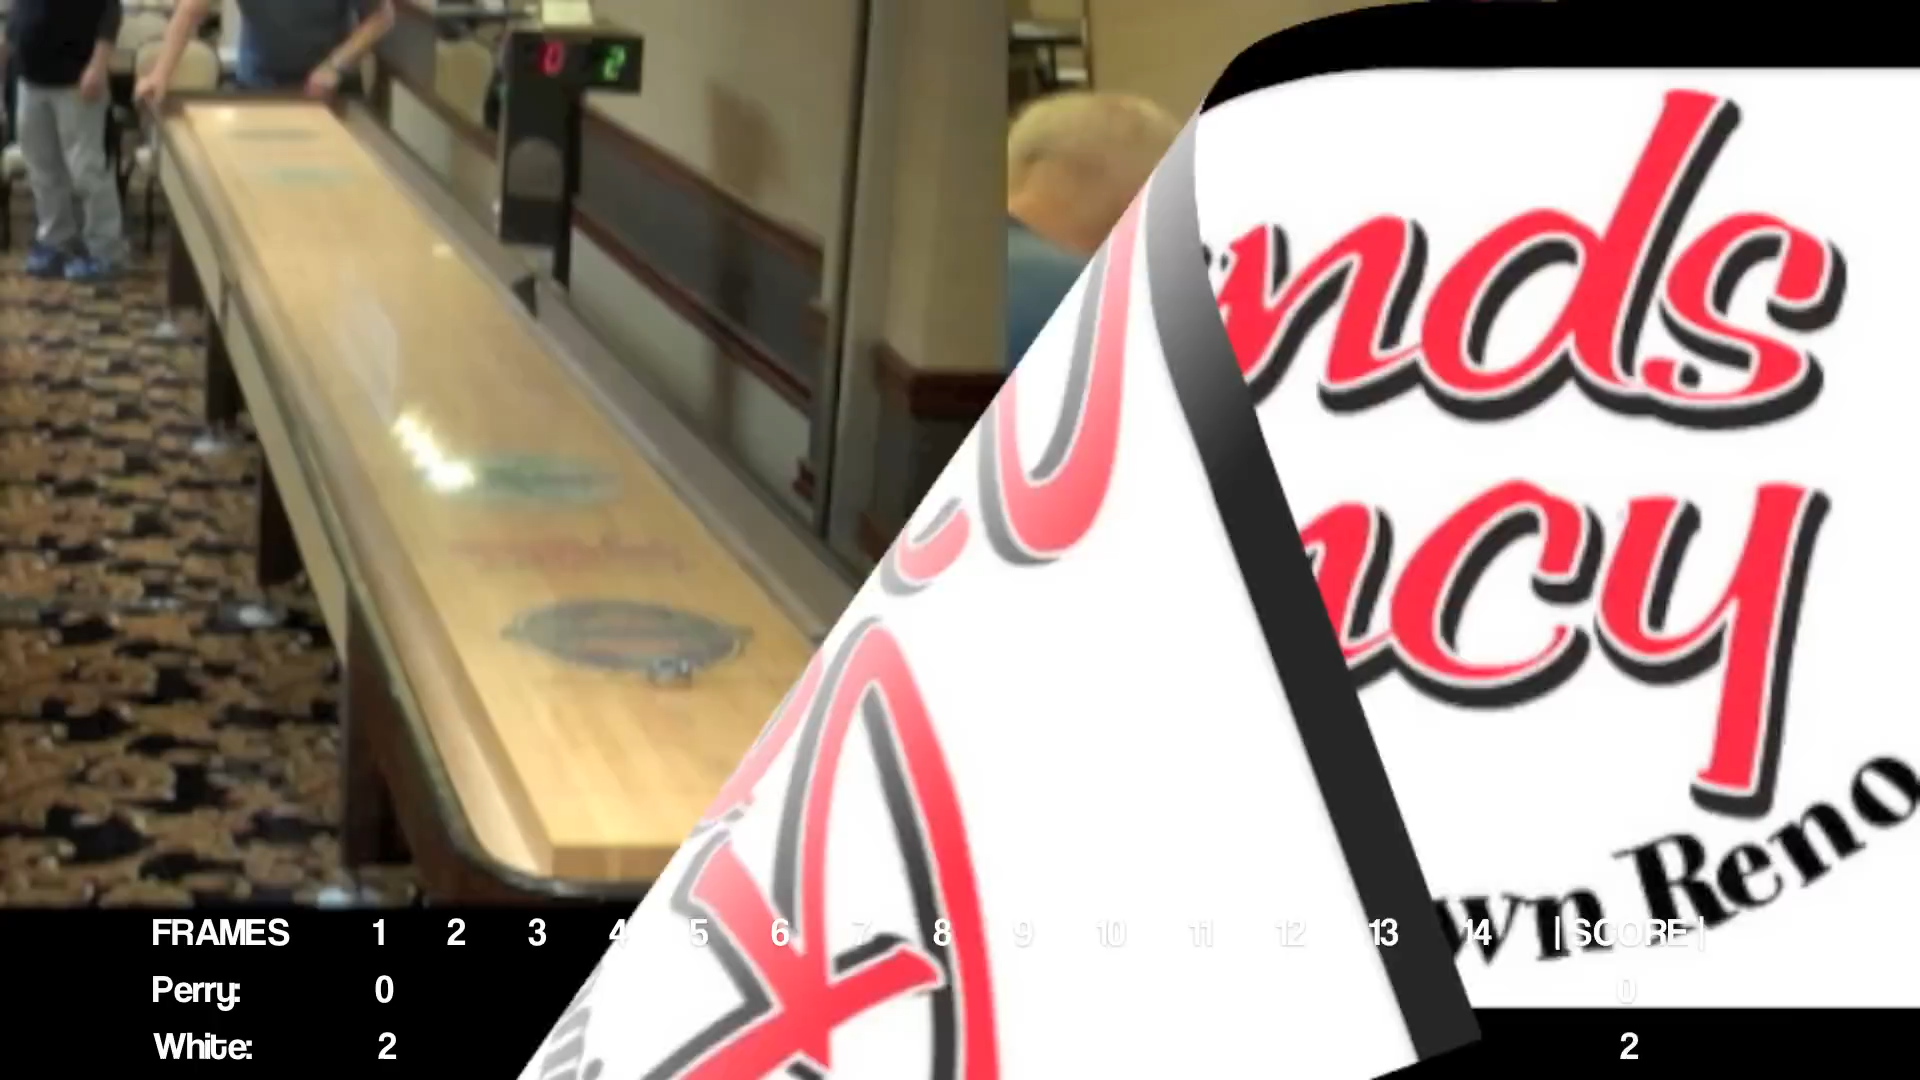 0 2
nds
ncy
wn Reno
FRAMES 1 2 3 4 5 6 7 8 9 10 11 12 13 14 |SCORE|
Perry: 0 0
White: 2 2